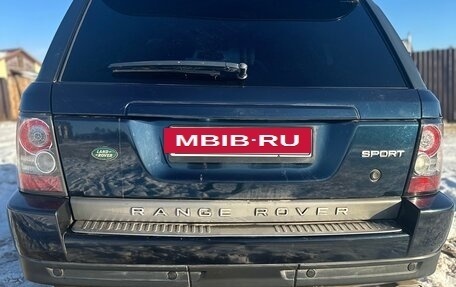 MBIB-RU
LAND-
ROVER
SPORT
RANGE ROVER